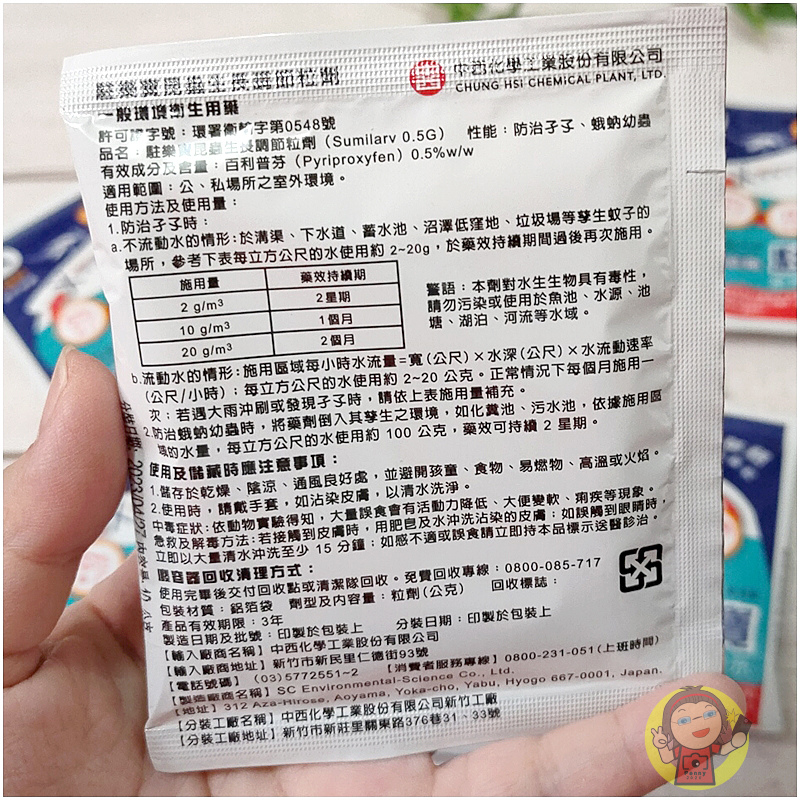 駐樂寶昆蟲生長調節粒劑
中西化學工業股份有限公司
CHUNG HSI CHEMICAL PLANT, LTD.
一般環境衛生用藥
許可證字號：環署衛輸字第0548號
品名：駐樂寶昆蟲生長調節粒劑（Sumilarv 0.5G） 性能：防治孑孓、蛾蚋幼蟲
有效成分及含量：百利普芬（Pyriproxyfen）0.5%w/w
適用範圍：公、私場所之室外環境。
使用方法及使用量：
1.防治孑孓時：
a.不流動水的情形:於溝渠、下水道、蓄水池、沼澤低窪地、垃圾場等孳生蚊子的
場所，參考下表每立方公尺的水使用約 2~20g，於藥效持續期間過後再次施用。
施用量 藥效持續期
2 g/m³ 2星期
10 g/m³ 1個月
20 g/m³ 2個月
警語：本劑對水生生物具有毒性，
請勿污染或使用於魚池、水源、池
塘、湖泊、河流等水域。
b.流動水的情形:施用區域每小時水流量=寬(公尺)×水深(公尺)×水流動速率
(公尺/小時)；每立方公尺的水使用約 2~20 公克。正常情況下每個月施用一
次；若遇大雨沖刷或發現孑孓時，請依上表施用量補充。
2.防治蛾蚋幼蟲時，將藥劑倒入其孳生之環境，如化糞池、污水池，依據施用區
域的水量，每立方公尺的水使用約 100 公克，藥效可持續 2 星期。
使用及儲藏時應注意事項：
1.儲存於乾燥、陰涼、通風良好處，並避開孩童、食物、易燃物、高溫或火焰。
2.使用時，請戴手套，如沾染皮膚，以清水洗淨。
中毒症狀:依動物實驗得知，大量誤食會有活動力降低、大便變軟、痢疾等現象。
急救及解毒方法:若接觸到皮膚時，用肥皂及水沖洗沾染的皮膚；如誤觸到眼睛時，
立即以大量清水沖洗至少 15 分鐘；如感不適或誤食請立即持本品標示送醫診治。
廢容器回收清理方式：
使用完畢後交付回收點或清潔隊回收。免費回收專線：0800-085-717
包裝材質：鋁箔袋 劑型及內容量：粒劑(公克) 回收標誌：
產品有效期限：3年
製造日期及批號：印製於包裝上 分裝日期：印製於包裝上
【輸入廠商名稱】中西化學工業股份有限公司
【輸入廠商地址】新竹市新民里仁德街93號
【電話號碼】 (03)5772551~2 【消費者服務專線】0800-231-051(上班時間)
【製造廠商名稱】SC Environmental-Science Co., Ltd.
【地址】312 Aza-Hirose, Aoyama, Yoka-cho, Yabu, Hyogo 667-0001, Japan.
【分裝工廠名稱】中西化學工業股份有限公司新竹工廠
【分裝工廠地址】新竹市新莊里關東路376巷31、33號